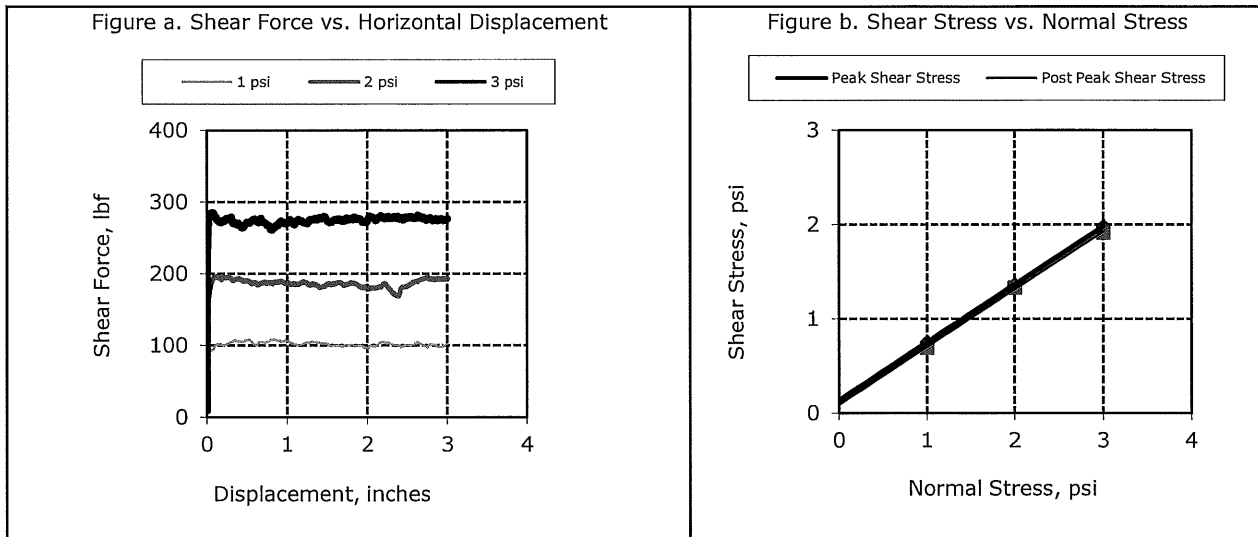 Figure a. Shear Force vs. Horizontal Displacement
1 psi 2 psi 3 psi
400
300
200
100
0
0 1 2 3 4
Shear Force, lbf
Displacement, inches
Figure b. Shear Stress vs. Normal Stress
Peak Shear Stress Post Peak Shear Stress
3
2
1
0
0 1 2 3 4
Shear Stress, psi
Normal Stress, psi